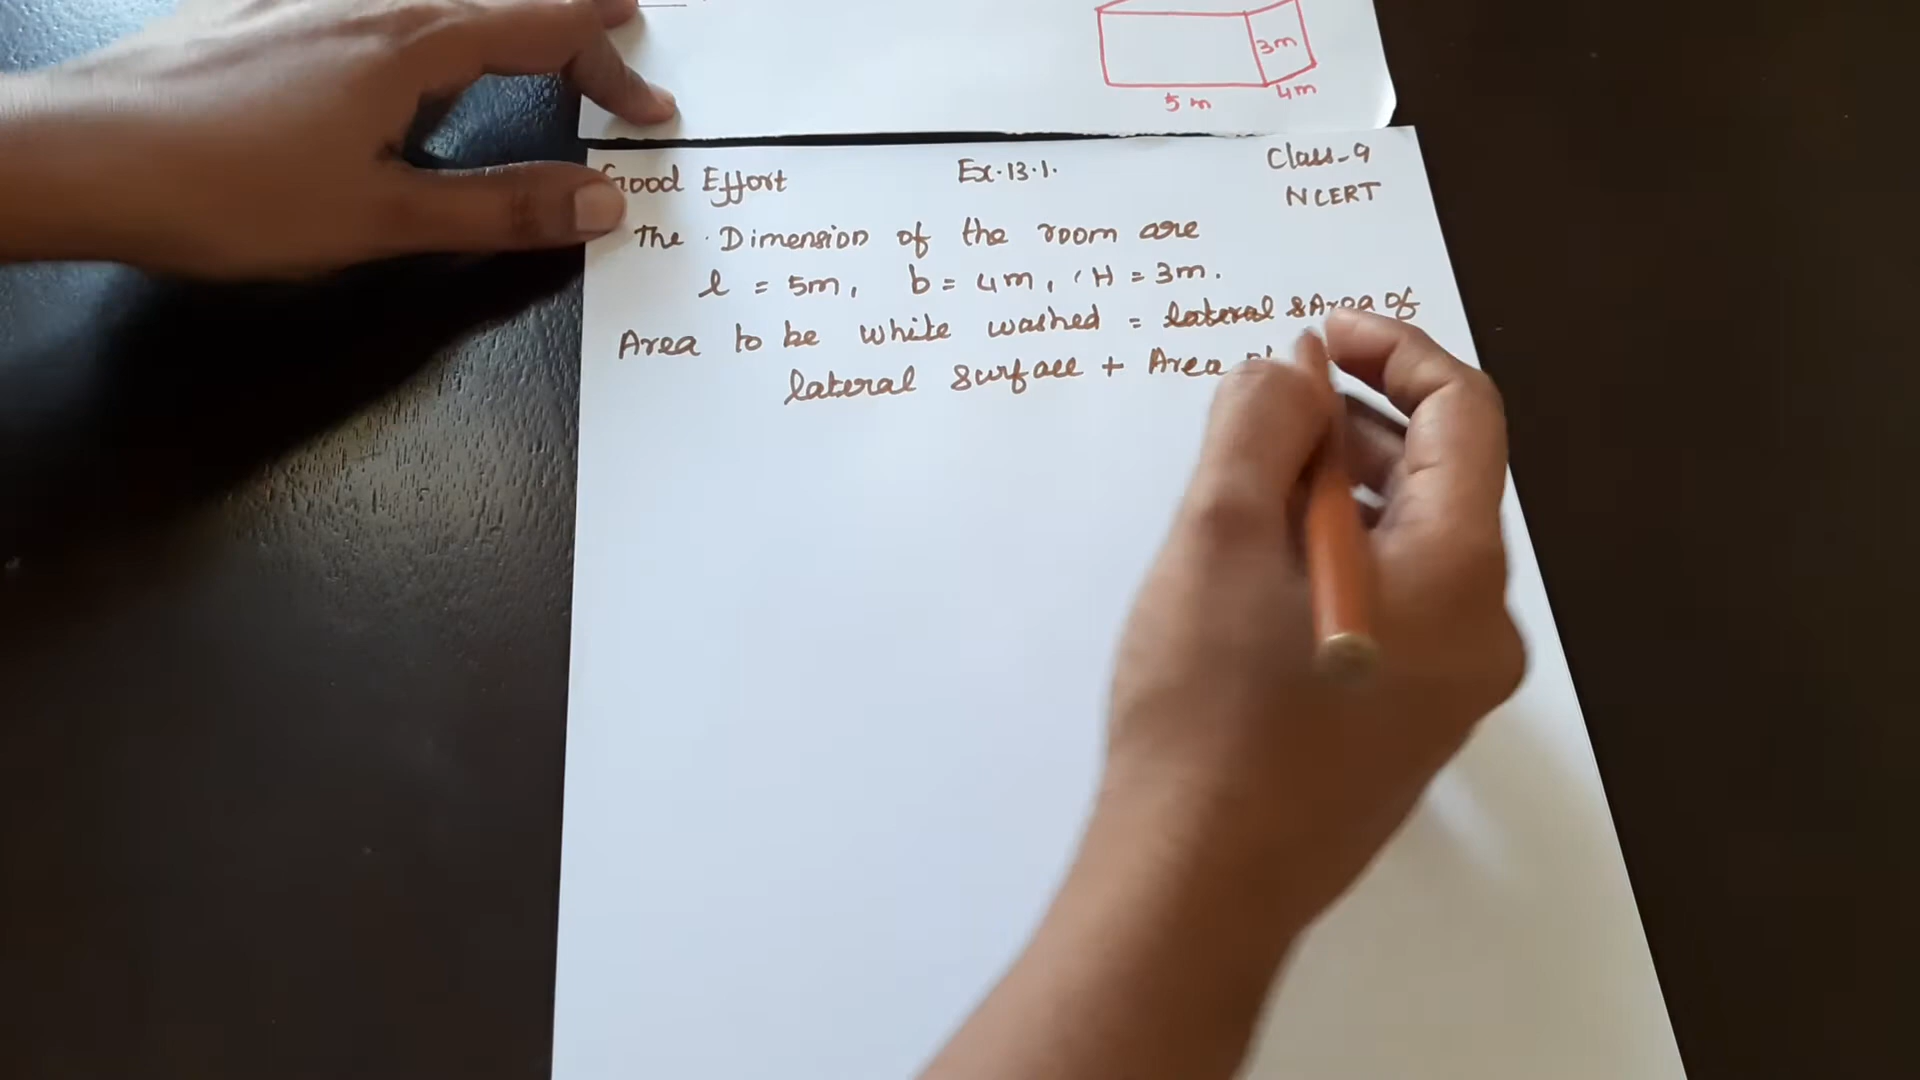 3m
4m
5 m
Good Effort Ex.13.1. Class-9
NCERT
The Dimension of the room are
l = 5m, b = 4m, H = 3m.
Area to be white washed = lateral Area of
lateral surface + Area